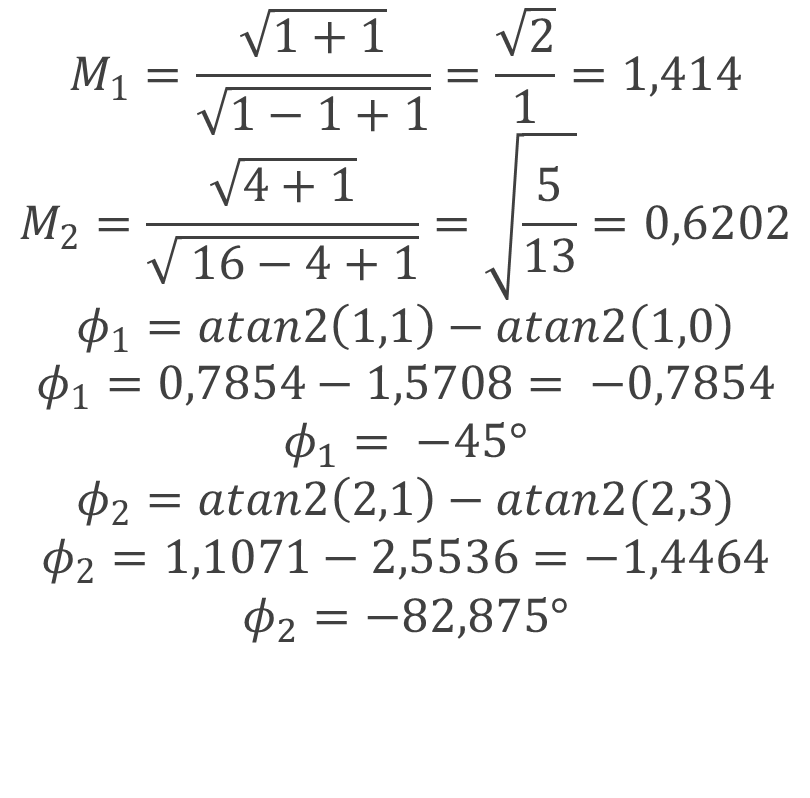 M₁ = √(1 + 1) / √(1 − 1 + 1) = √2 / 1 = 1,414
M₂ = √(4 + 1) / √(16 − 4 + 1) = √(5/13) = 0,6202
ϕ₁ = atan2(1,1) − atan2(1,0)
ϕ₁ = 0,7854 − 1,5708 = −0,7854
ϕ₁ = −45°
ϕ₂ = atan2(2,1) − atan2(2,3)
ϕ₂ = 1,1071 − 2,5536 = −1,4464
ϕ₂ = −82,875°